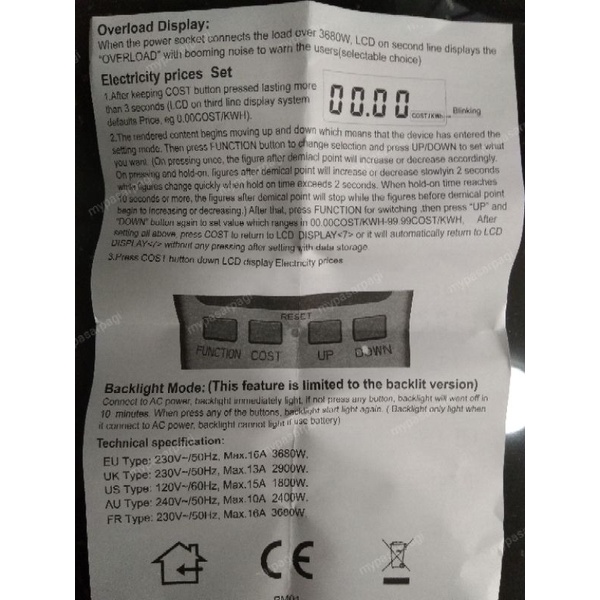 Overload Display:
When the power socket connects the load over 3680W, LCD on second line displays the
"OVERLOAD" with booming noise to warn the users(selectable choice)
Electricity prices Set
1.After keeping COST button pressed lasting more
than 3 seconds (LCD on third line display system
defaults Price, eg 0.00COST/KWH).
00.00
COST/KWH
Blinking
2.The rendered content begins moving up and down which means that the device has entered the
setting mode. Then press FUNCTION button to change selection and press UP/DOWN to set what
you want. (On pressing once, the figure after demiacl point will increase or decrease accordingly.
On pressing and hold-on, figures after demical point will increase or decrease slowlyin 2 seconds
while figures change quickly when hold on time exceeds 2 seconds. When hold-on time reaches
10 seconds or more, the figures after demical point will stop while the figures before demical point
begin to increasing or decreasing.) After that, press FUNCTION for switching ,then press "UP" and
"DOWN" button again to set value which ranges in 00.00COST/KWH-99.99COST/KWH. After
setting all above, press COST to return to LCD DISPLAY<7> or it will automatically return to LCD
DISPLAY</> without any pressing after setting with data storage
3.Press COST button down LCD display Electricity prices
RESET
FUNCTION COST UP DOWN
Backlight Mode: (This feature is limited to the backlit version)
Connect to AC power, backlight immediately light, if not press any button, backlight will went off in
10 minutes. When press any of the buttons, backlight start light again. ( Backlight only light when
it connect to AC power, backlight cannot light if use battery)
Technical specification:
EU Type: 230V~/50Hz, Max.16A 3680W.
UK Type: 230V~/50Hz, Max.13A 2900W.
US Type: 120V~/60Hz, Max.15A 1800W.
AU Type: 240V~/50Hz, Max.10A 2400W.
FR Type: 230V~/50Hz, Max.16A 3680W.
CE
mypasarpagi